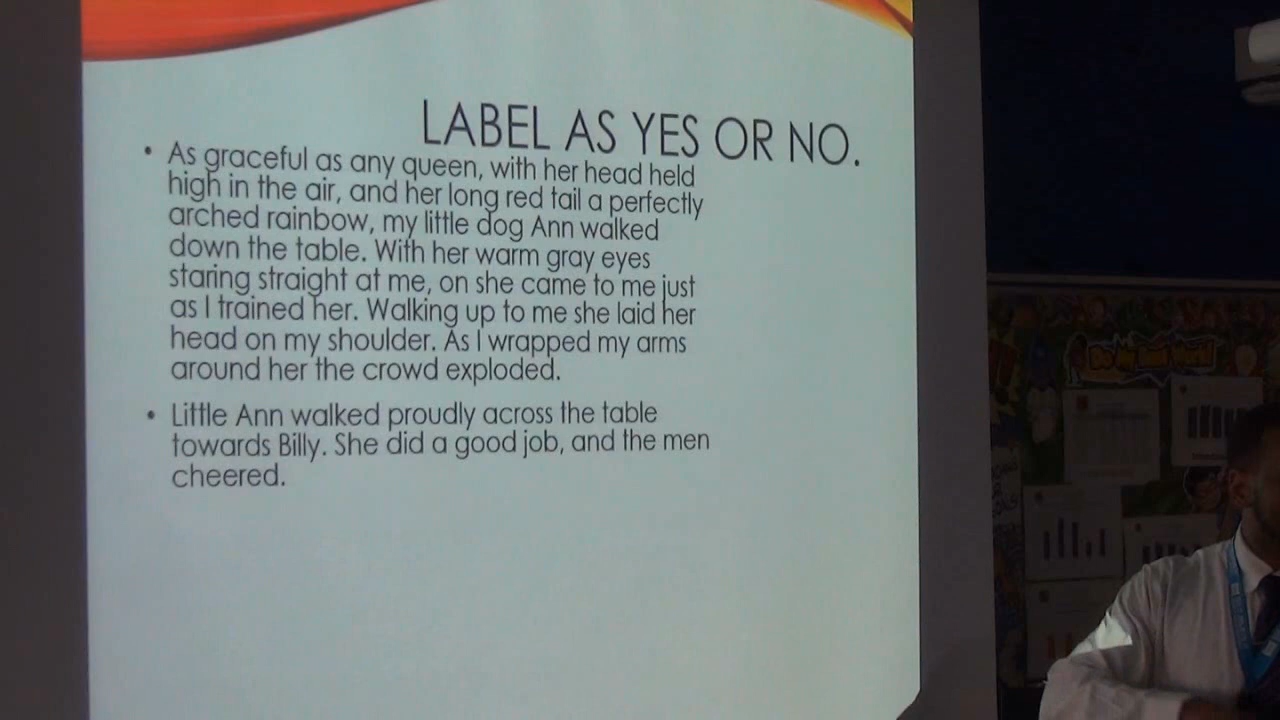 LABEL AS YES OR NO.
• As graceful as any queen, with her head held
high in the air, and her long red tail a perfectly
arched rainbow, my little dog Ann walked
down the table. With her warm gray eyes
staring straight at me, on she came to me just
as I trained her. Walking up to me she laid her
head on my shoulder. As I wrapped my arms
around her the crowd exploded.
• Little Ann walked proudly across the table
towards Billy. She did a good job, and the men
cheered.